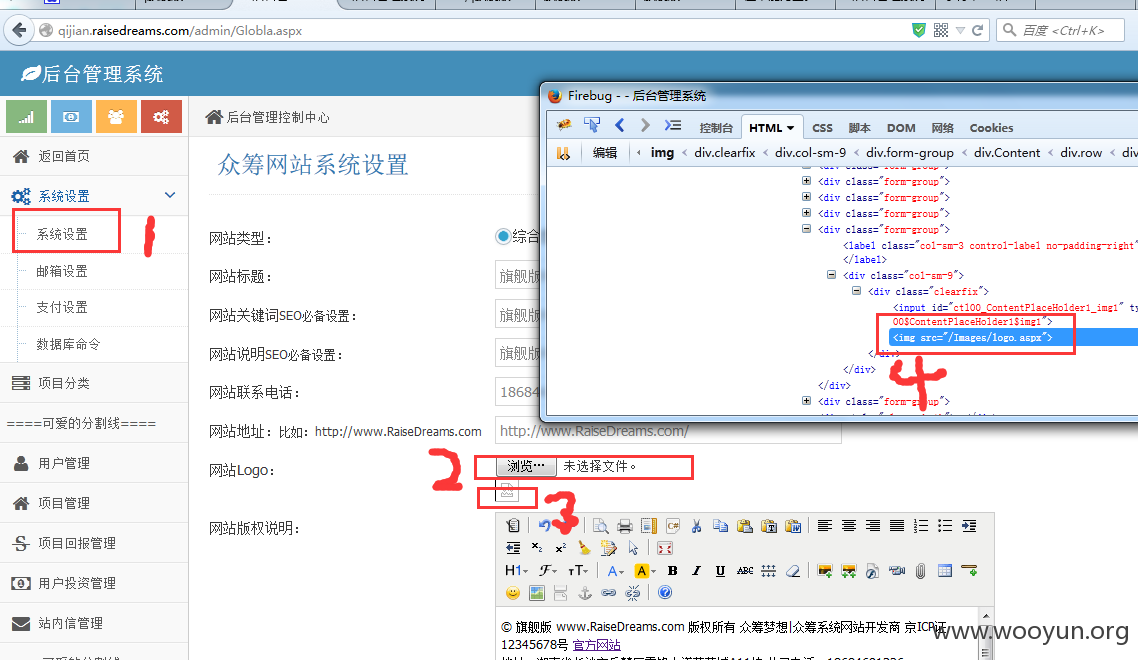 qijian.raisedreams.com/admin/Globla.aspx
百度 <Ctrl+K>
后台管理系统
返回首页
系统设置
系统设置
邮箱设置
支付设置
数据库命令
项目分类
====可爱的分割线====
用户管理
项目管理
项目回报管理
用户投资管理
站内信管理
后台管理控制中心
众筹网站系统设置
网站类型：
综合
网站标题：
旗舰版
网站关键词SEO必备设置：
旗舰版
网站说明SEO必备设置：
旗舰版
网站联系电话：
18684
网站地址：比如：http://www.RaiseDreams.com
http://www.RaiseDreams.com/
网站Logo：
浏览… 未选择文件。
网站版权说明：
© 旗舰版 www.RaiseDreams.com 版权所有 众筹梦想|众筹系统网站开发商 京ICP证
12345678号 官方网站
1
2
3
4
Firebug - - 后台管理系统
控制台 HTML CSS 脚本 DOM 网络 Cookies
编辑 img < div.clearfix < div.col-sm-9 < div.form-group < div.Content < div.row < div
<div class="form-group">
<div class="form-group">
<div class="form-group">
<div class="form-group">
<div class="form-group">
<label class="col-sm-3 control-label no-padding-right"
</label>
<div class="col-sm-9">
<div class="clearfix">
<input id="ctl00_ContentPlaceHolder1_img1" ty
00$ContentPlaceHolder1$img1">
<img src="/Images/logo.aspx">
</div>
</div>
</div>
<div class="form-group">
www.wooyun.org